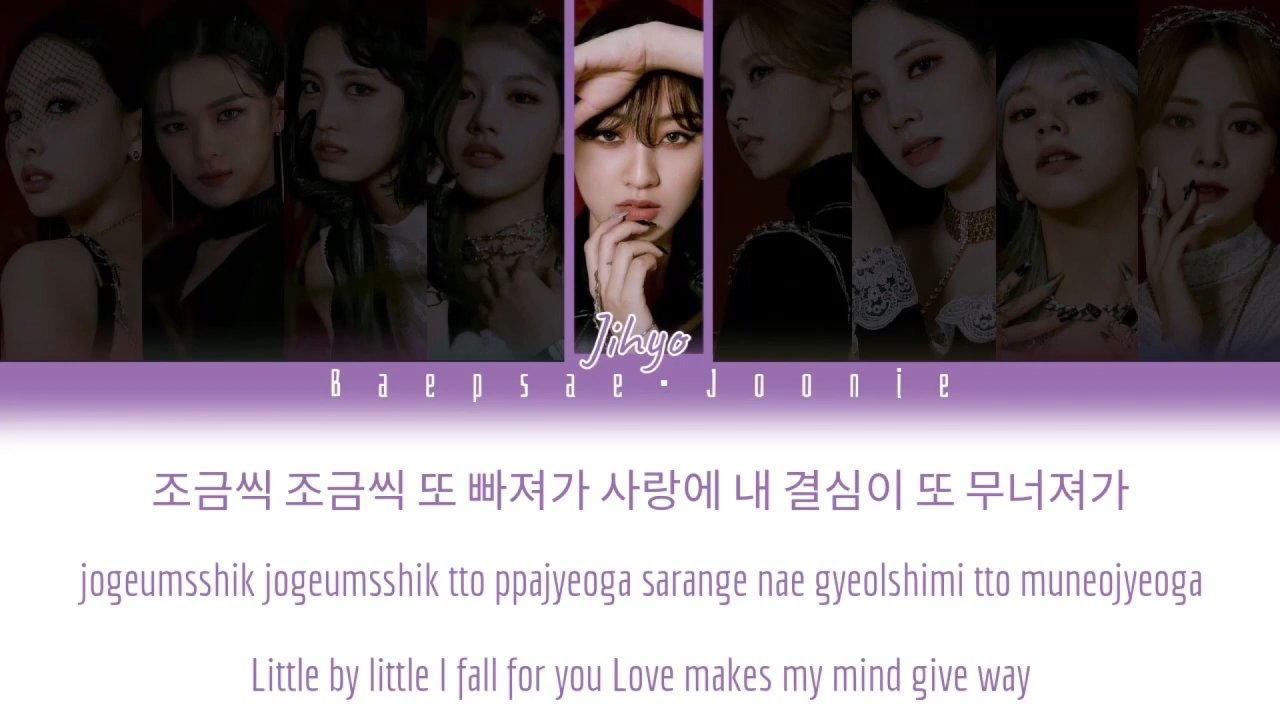 Jihyo
Baepsae·Joonie
조금씩 조금씩 또 빠져가 사랑에 내 결심이 또 무너져가
jogeumsshik jogeumsshik tto ppajyeoga sarange nae gyeolshimi tto muneojyeoga
Little by little I fall for you Love makes my mind give way